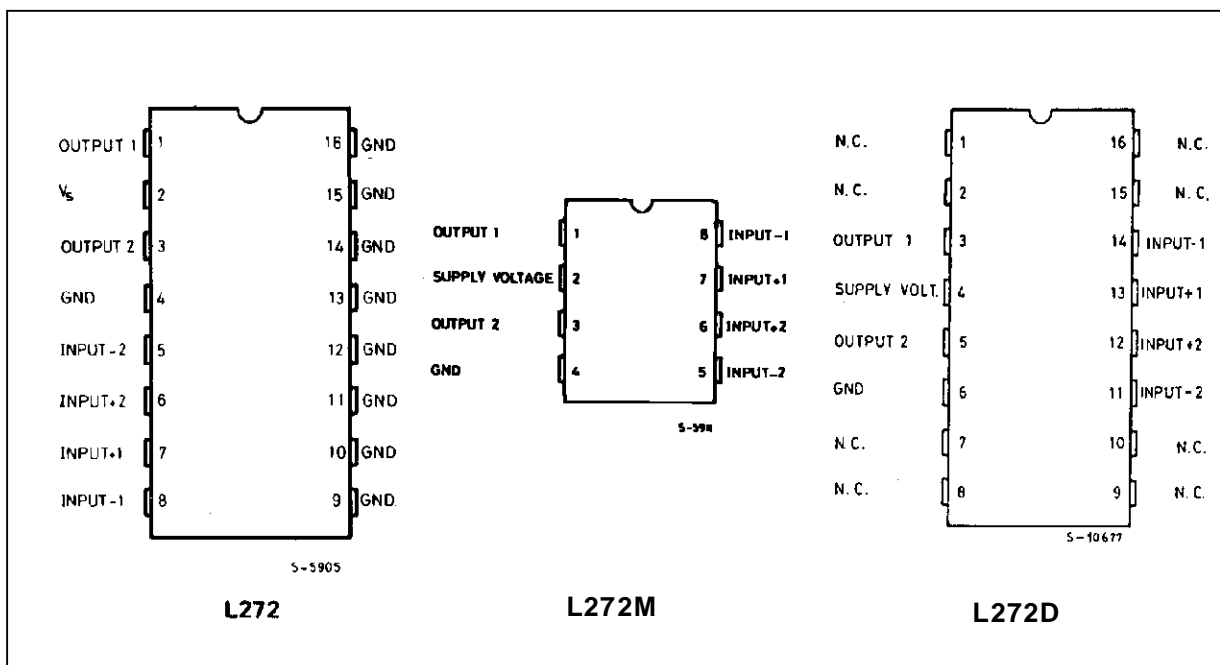 OUTPUT 1 1 16 GND
Vs 2 15 GND
OUTPUT 2 3 14 GND
GND 4 13 GND
INPUT-2 5 12 GND
INPUT+2 6 11 GND
INPUT+1 7 10 GND
INPUT-1 8 9 GND
S-5905
L272
OUTPUT 1 1 8 INPUT-1
SUPPLY VOLTAGE 2 7 INPUT+1
OUTPUT 2 3 6 INPUT+2
GND 4 5 INPUT-2
L272M
N.C. 1 16 N.C.
N.C. 2 15 N.C.
OUTPUT 1 3 14 INPUT-1
SUPPLY VOLT. 4 13 INPUT+1
OUTPUT 2 5 12 INPUT+2
GND 6 11 INPUT-2
N.C. 7 10 N.C.
N.C. 8 9 N.C.
S-10677
L272D